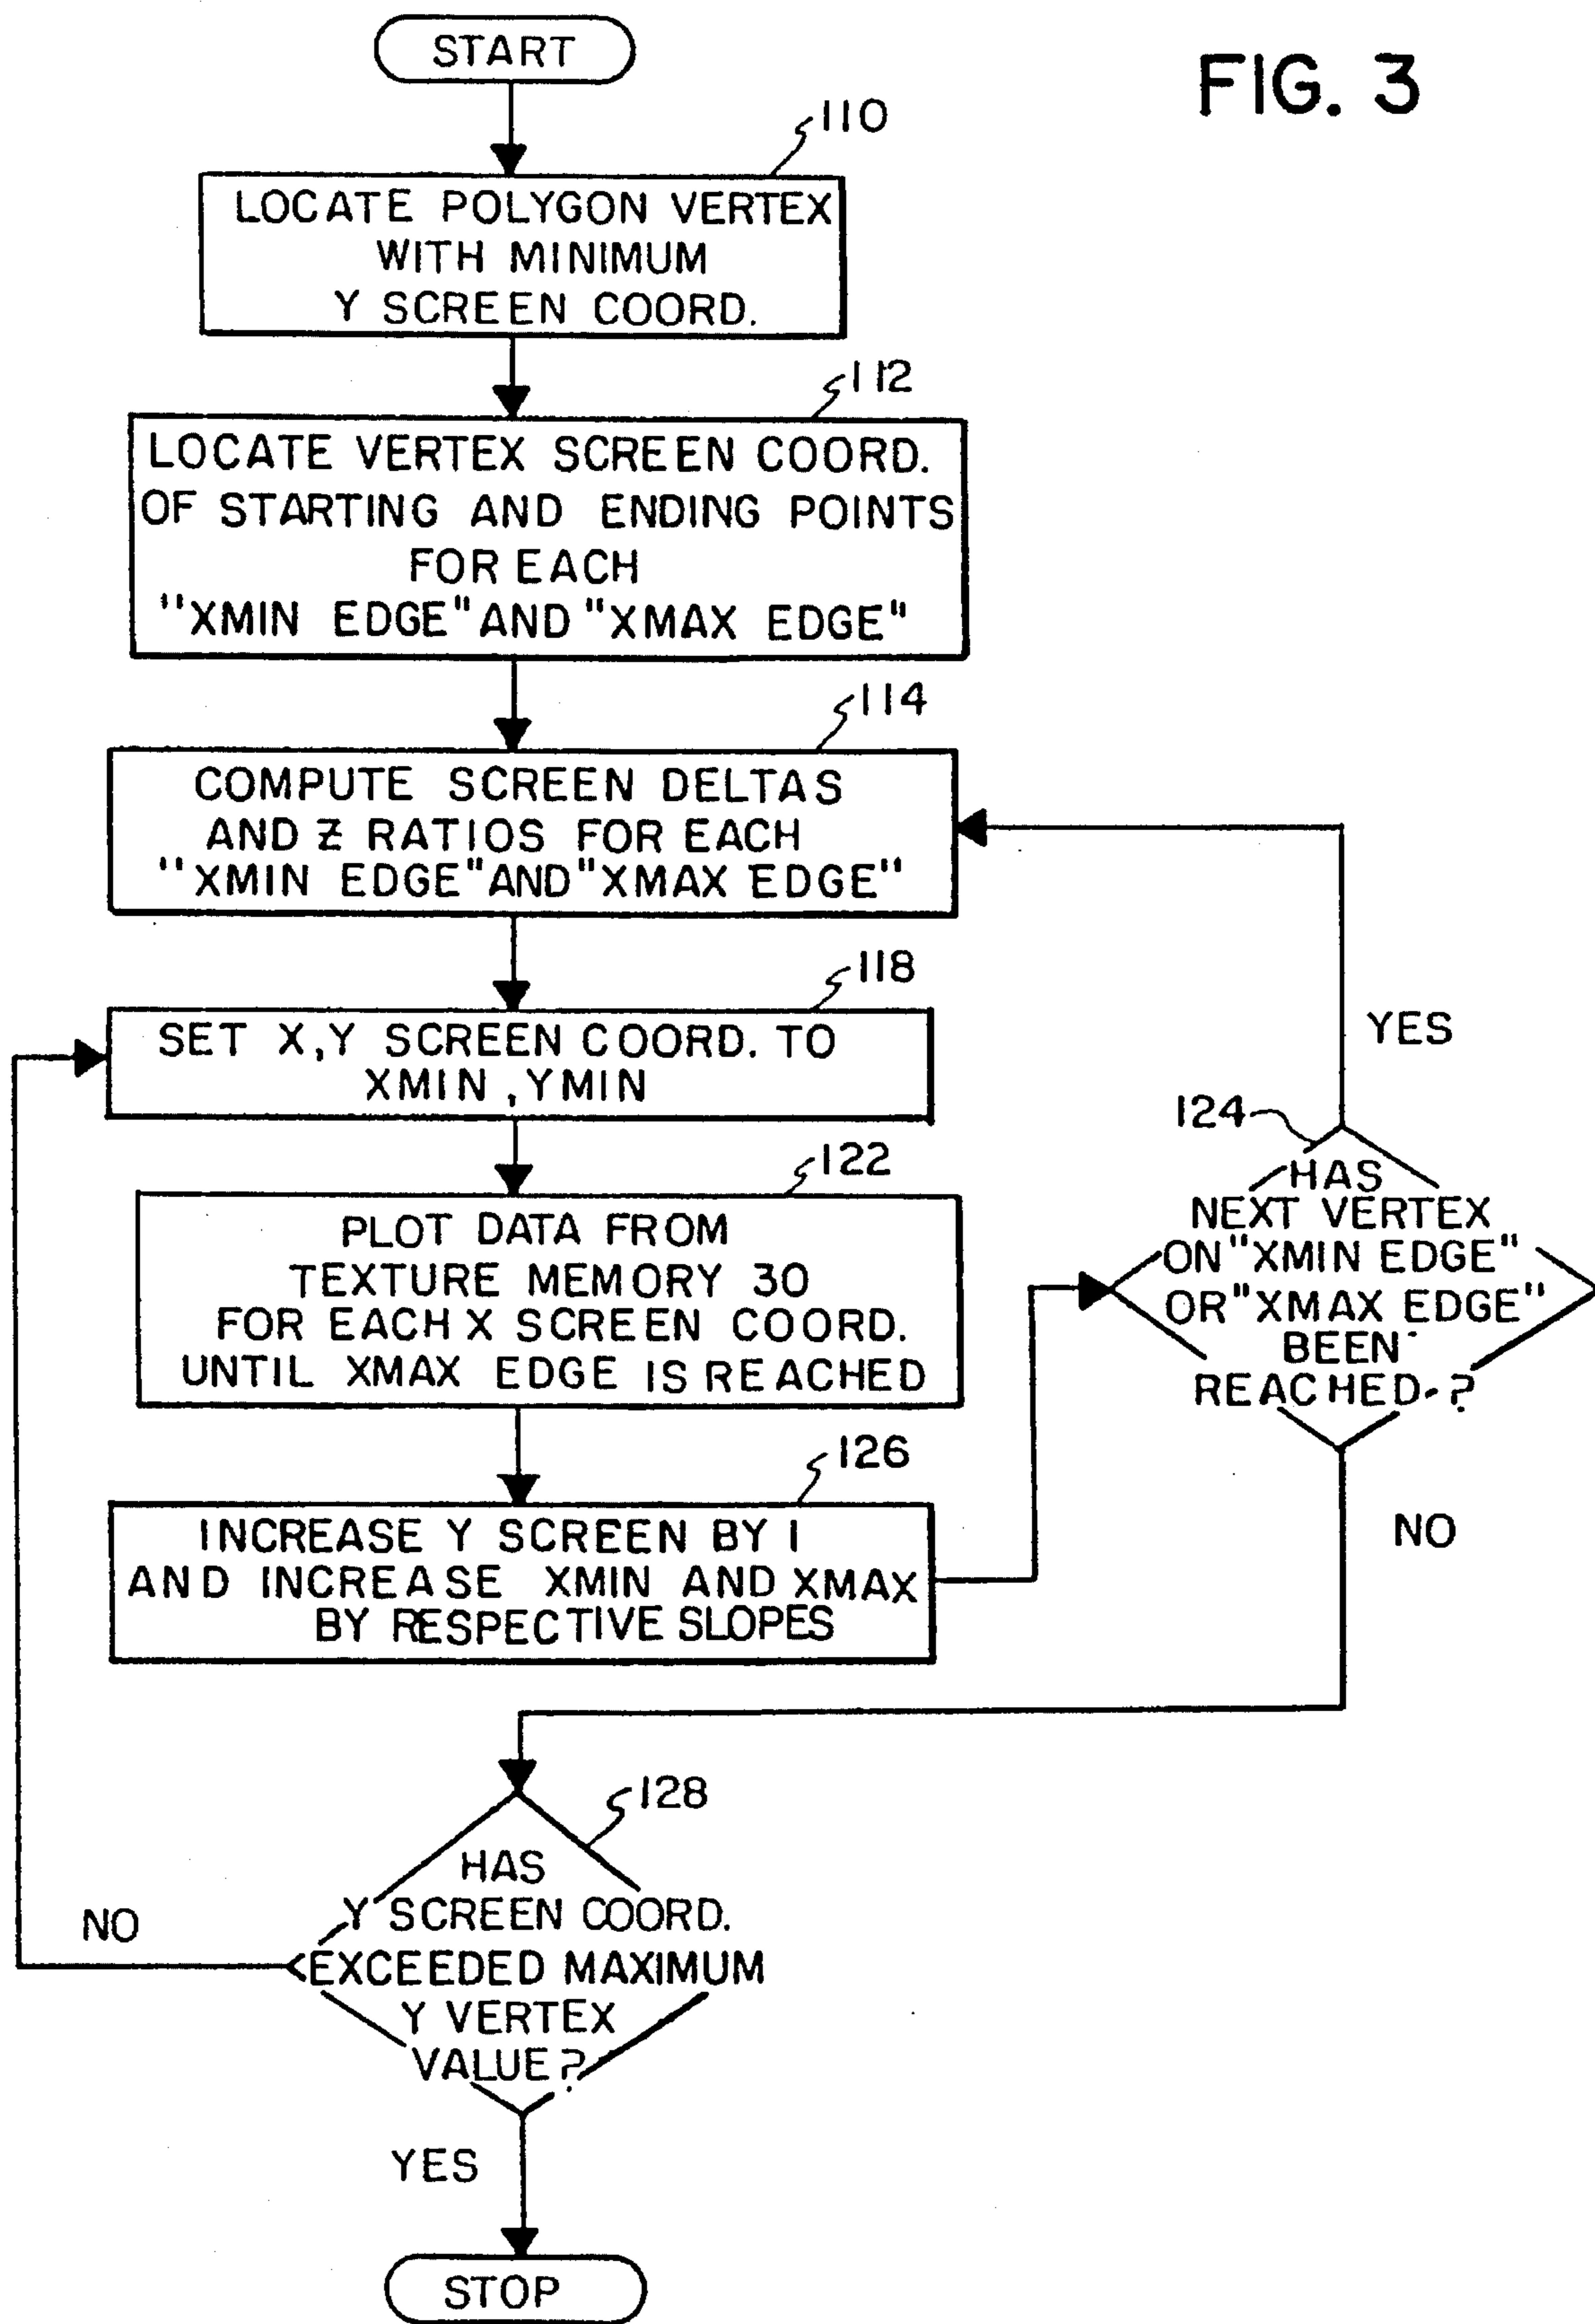 FIG. 3
START
110
LOCATE POLYGON VERTEX
WITH MINIMUM
Y SCREEN COORD.
112
LOCATE VERTEX SCREEN COORD.
OF STARTING AND ENDING POINTS
FOR EACH
"XMIN EDGE" AND "XMAX EDGE"
114
COMPUTE SCREEN DELTAS
AND Z RATIOS FOR EACH
"XMIN EDGE" AND "XMAX EDGE"
118
SET X,Y SCREEN COORD. TO
XMIN, YMIN
122
PLOT DATA FROM
TEXTURE MEMORY 30
FOR EACH X SCREEN COORD.
UNTIL XMAX EDGE IS REACHED
126
INCREASE Y SCREEN BY 1
AND INCREASE XMIN AND XMAX
BY RESPECTIVE SLOPES
YES
124
HAS
NEXT VERTEX
ON "XMIN EDGE"
OR "XMAX EDGE"
BEEN
REACHED?
NO
128
HAS
Y SCREEN COORD.
EXCEEDED MAXIMUM
Y VERTEX
VALUE?
NO
YES
STOP